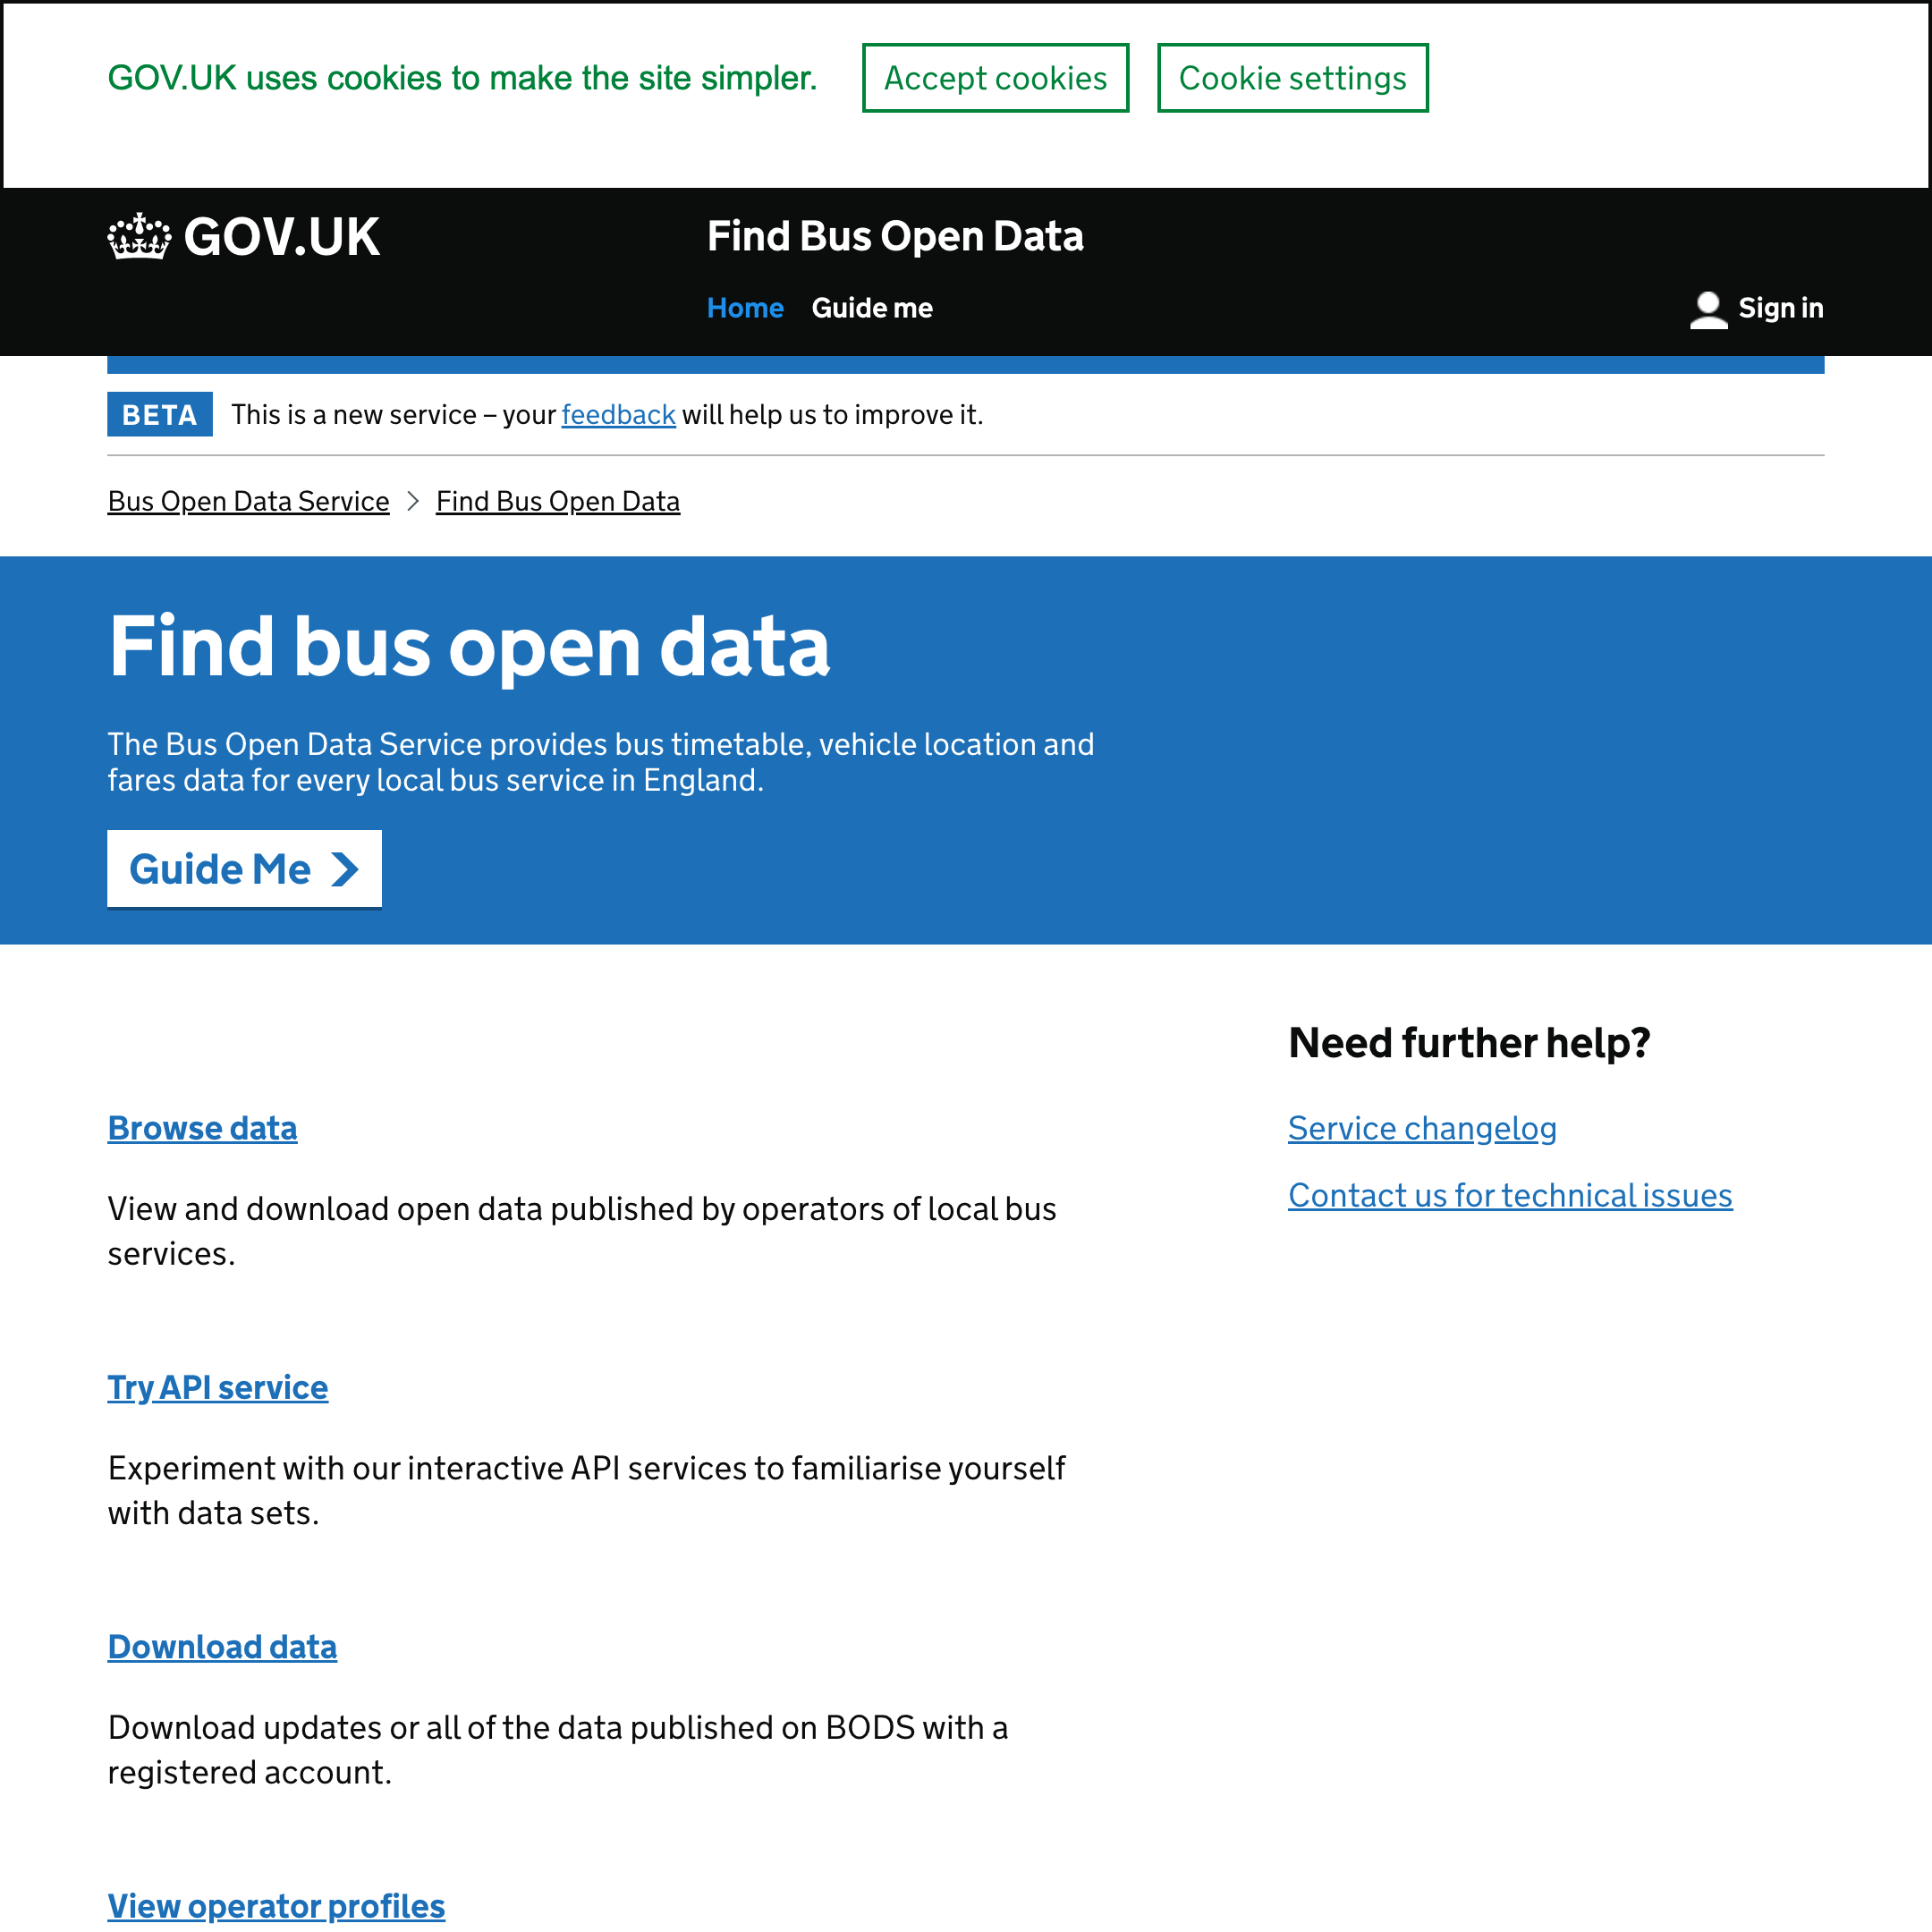 GOV.UK uses cookies to make the site simpler. Accept cookies Cookie settings
GOV.UK Find Bus Open Data
Home Guide me Sign in
BETA This is a new service – your feedback will help us to improve it.
Bus Open Data Service > Find Bus Open Data
Find bus open data
The Bus Open Data Service provides bus timetable, vehicle location and
fares data for every local bus service in England.
Guide Me
Need further help?
Browse data
Service changelog
View and download open data published by operators of local bus
services.
Contact us for technical issues
Try API service
Experiment with our interactive API services to familiarise yourself
with data sets.
Download data
Download updates or all of the data published on BODS with a
registered account.
View operator profiles